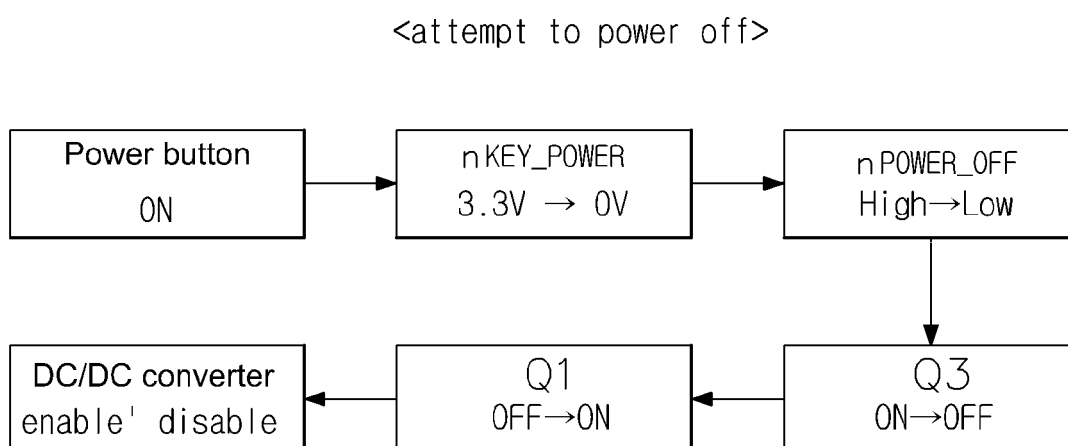 <attempt to power off>
Power button
ON
nKEY_POWER
3.3V → 0V
nPOWER_OFF
High→Low
DC/DC converter
enable' disable
Q1
OFF→ON
Q3
ON→OFF